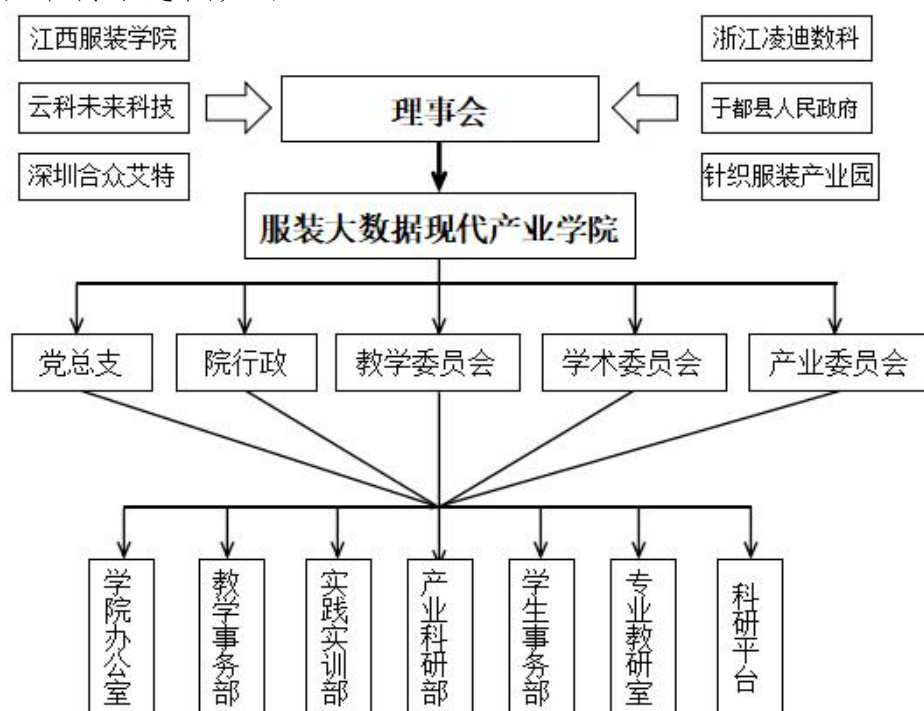 江西服装学院
浙江凌迪数科
云科未来科技
理事会
于都县人民政府
深圳合众艾特
针织服装产业园
服装大数据现代产业学院
党总支
院行政
教学委员会
学术委员会
产业委员会
学院办公室
教学事务部
实践实训部
产业科研部
学生事务部
专业教研室
科研平台